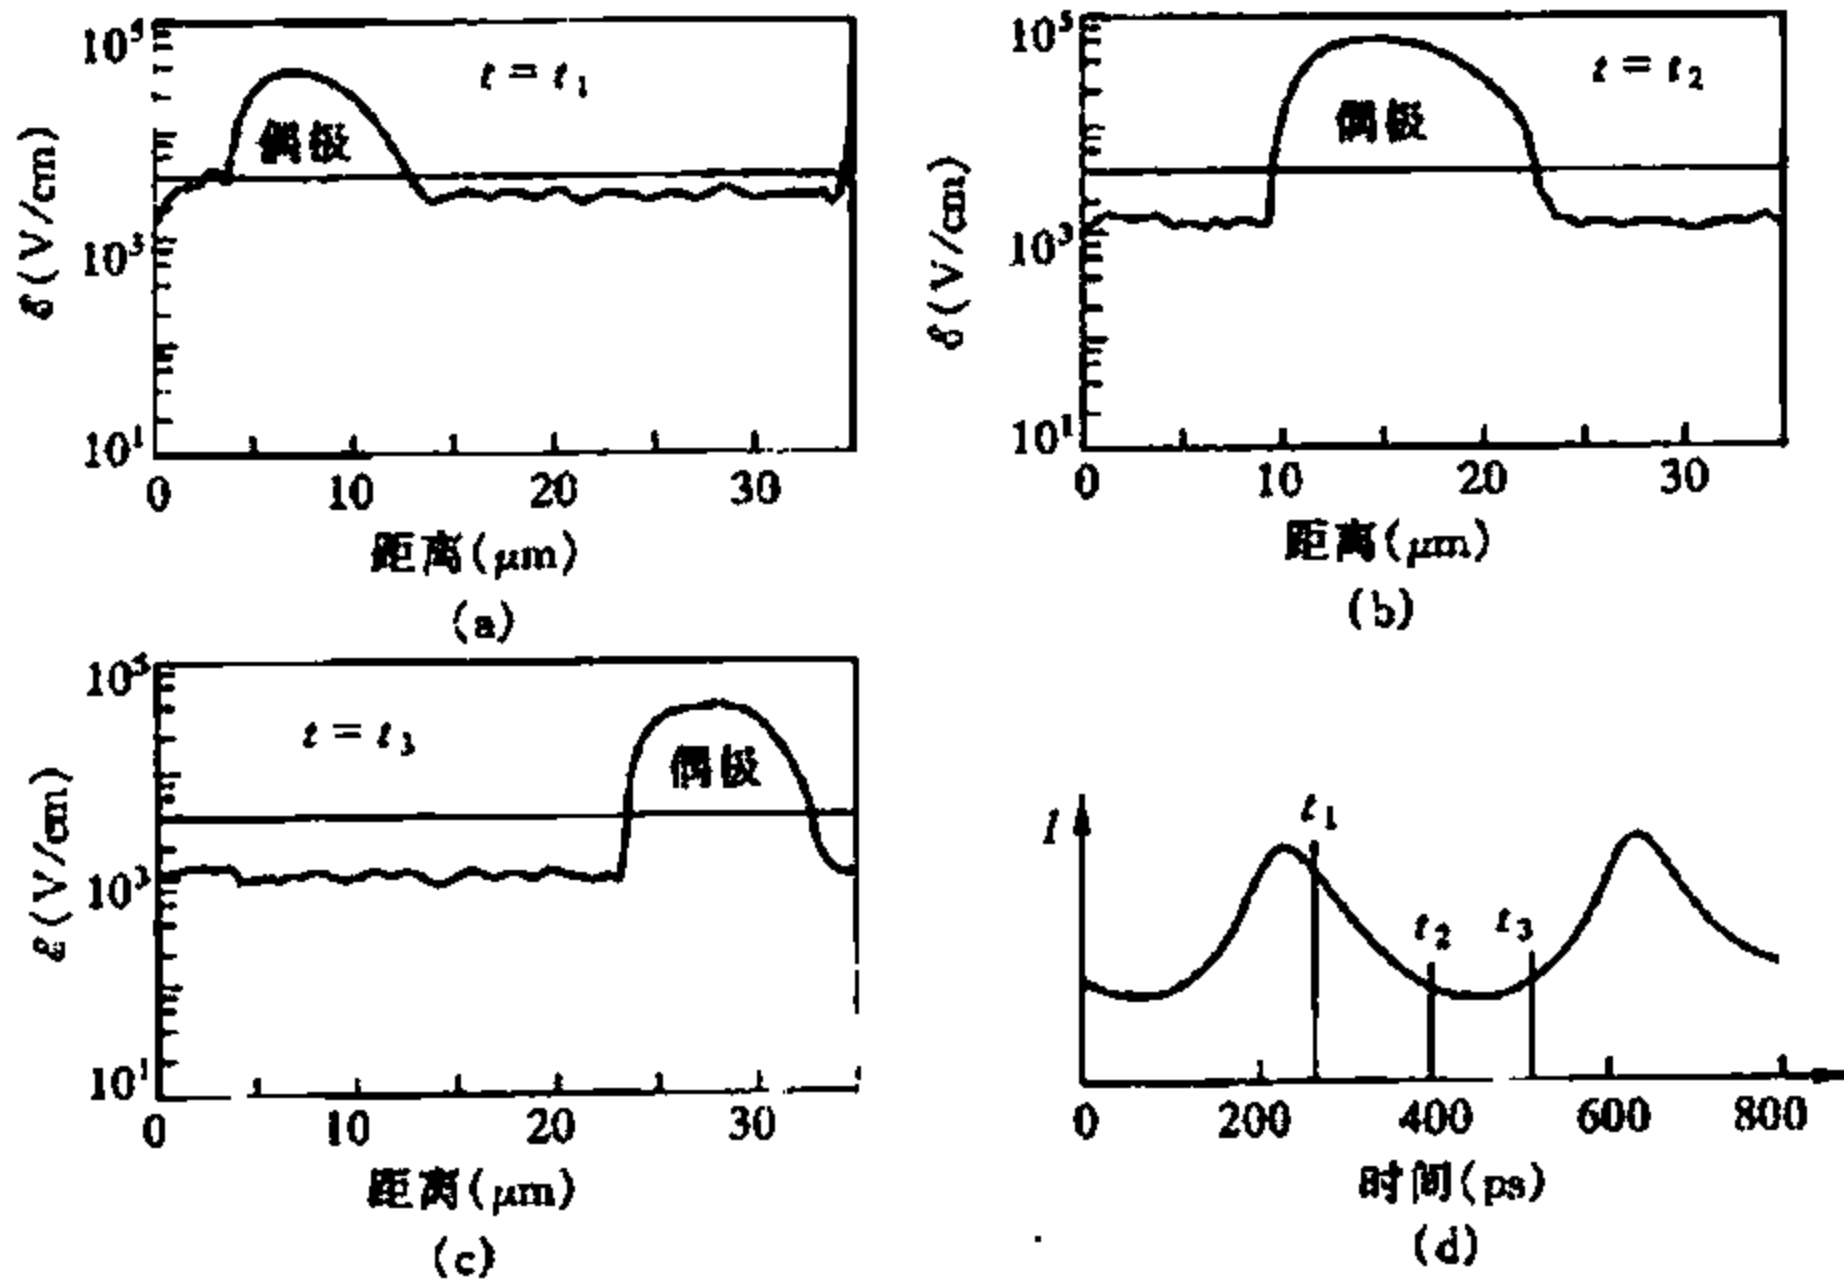 10⁵
t = t₁
偶极
10³
10¹
ℰ(V/cm)
0 10 20 30
距离(μm)
(a)
10⁵
t = t₂
偶极
10³
10¹
ℰ(V/cm)
0 10 20 30
距离(μm)
(b)
10⁵
t = t₃
偶极
10³
10¹
ℰ(V/cm)
0 10 20 30
距离(μm)
(c)
I
t₁
t₂ t₃
0 200 400 600 800
时间(ps)
(d)